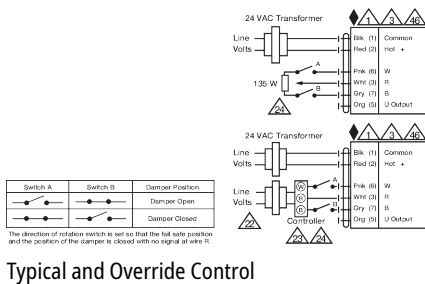 24 VAC Transformer
1 3 46
Line
Volts
Blk (1) Common
Red (2) Hot +
A
Pnk (6) W
135 W
Wht (3) R
B
Gry (7) B
Org (5) U Output
24
24 VAC Transformer
1 3 46
Line
Volts
Blk (1) Common
Red (2) Hot +
A
W
Pnk (6) W
Line
Volts
R
Wht (3) R
B
B
Gry (7) B
Org (5) U Output
22
Controller
23 24
Switch A Switch B Damper Position
Damper Open
Damper Closed
The direction of rotation switch is set so that the fail safe position
and the position of the damper is closed with no signal at wire R.
Typical and Override Control